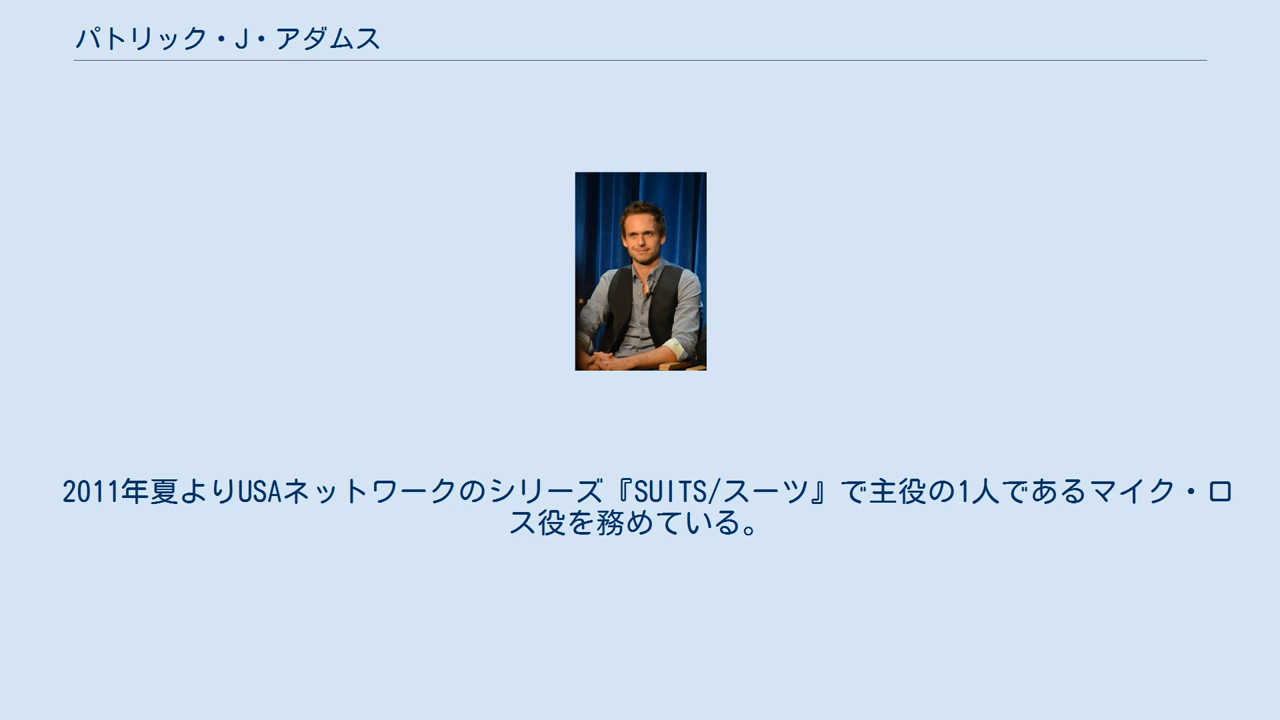 パトリック・J・アダムス
2011年夏よりUSAネットワークのシリーズ『SUITS/スーツ』で主役の1人であるマイク・ロ
ス役を務めている。